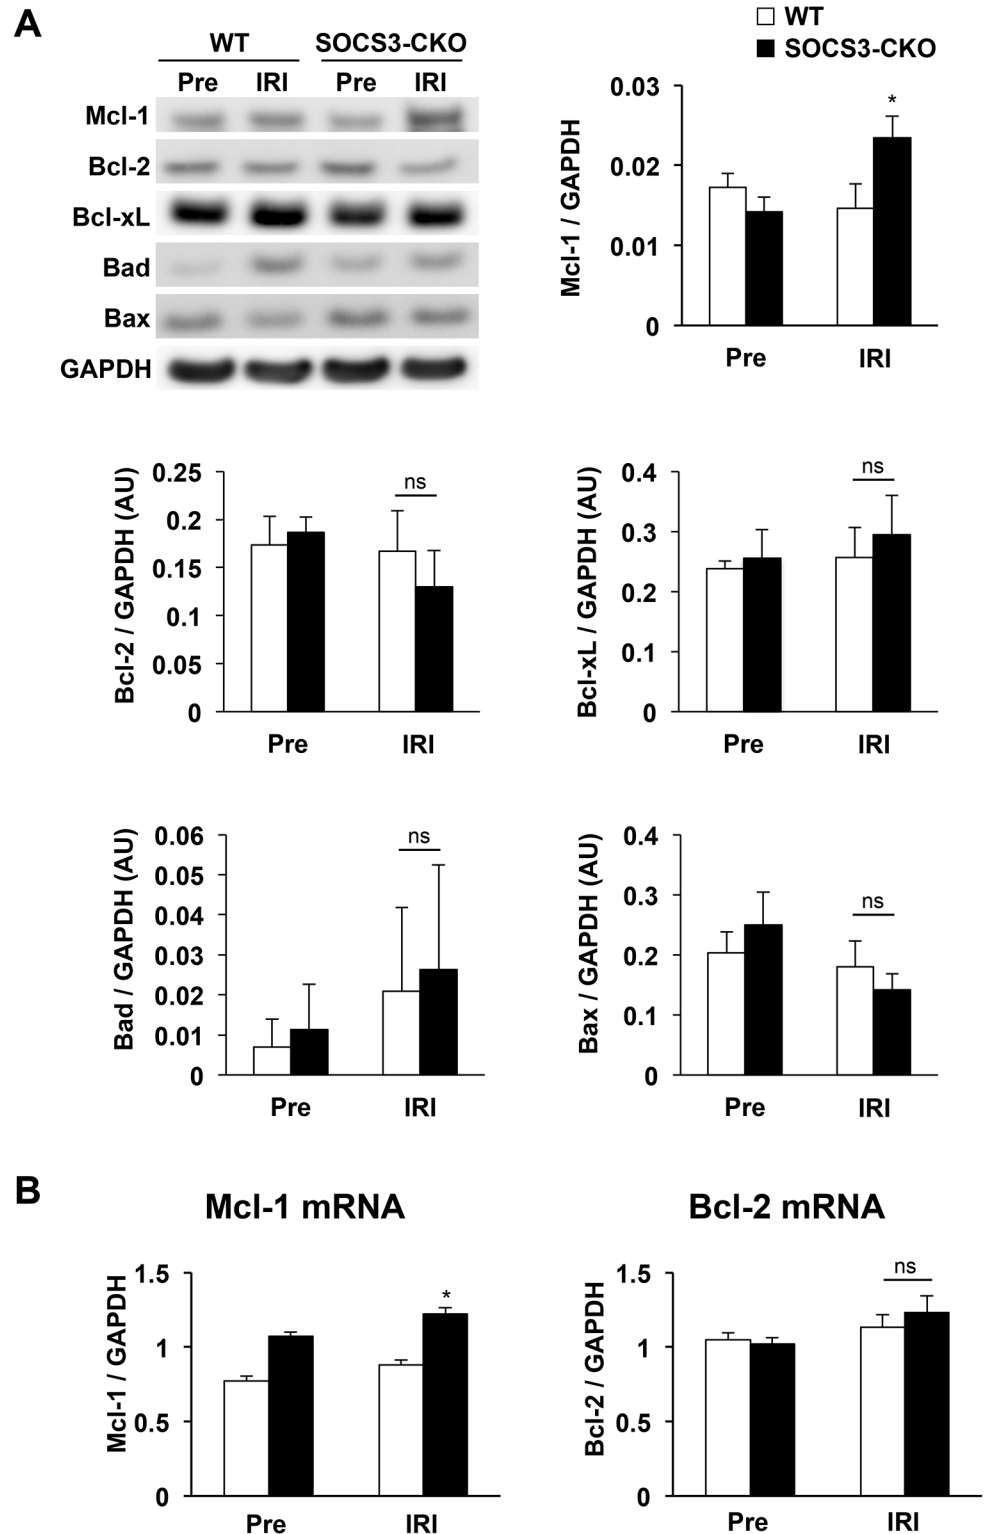 A
WT SOCS3-CKO
Pre IRI Pre IRI
Mcl-1
Bcl-2
Bcl-xL
Bad
Bax
GAPDH
WT
SOCS3-CKO
Mcl-1 / GAPDH
0.03
0.02
0.01
0
*
Pre IRI
Bcl-2 / GAPDH (AU)
0.25
0.2
0.15
0.1
0.05
0
ns
Pre IRI
Bcl-xL / GAPDH (AU)
0.4
0.3
0.2
0.1
0
ns
Pre IRI
Bad / GAPDH (AU)
0.06
0.05
0.04
0.03
0.02
0.01
0
ns
Pre IRI
Bax / GAPDH (AU)
0.4
0.3
0.2
0.1
0
ns
Pre IRI
B
Mcl-1 mRNA
Mcl-1 / GAPDH
1.5
1
0.5
0
*
Pre IRI
Bcl-2 mRNA
Bcl-2 / GAPDH
1.5
1
0.5
0
ns
Pre IRI